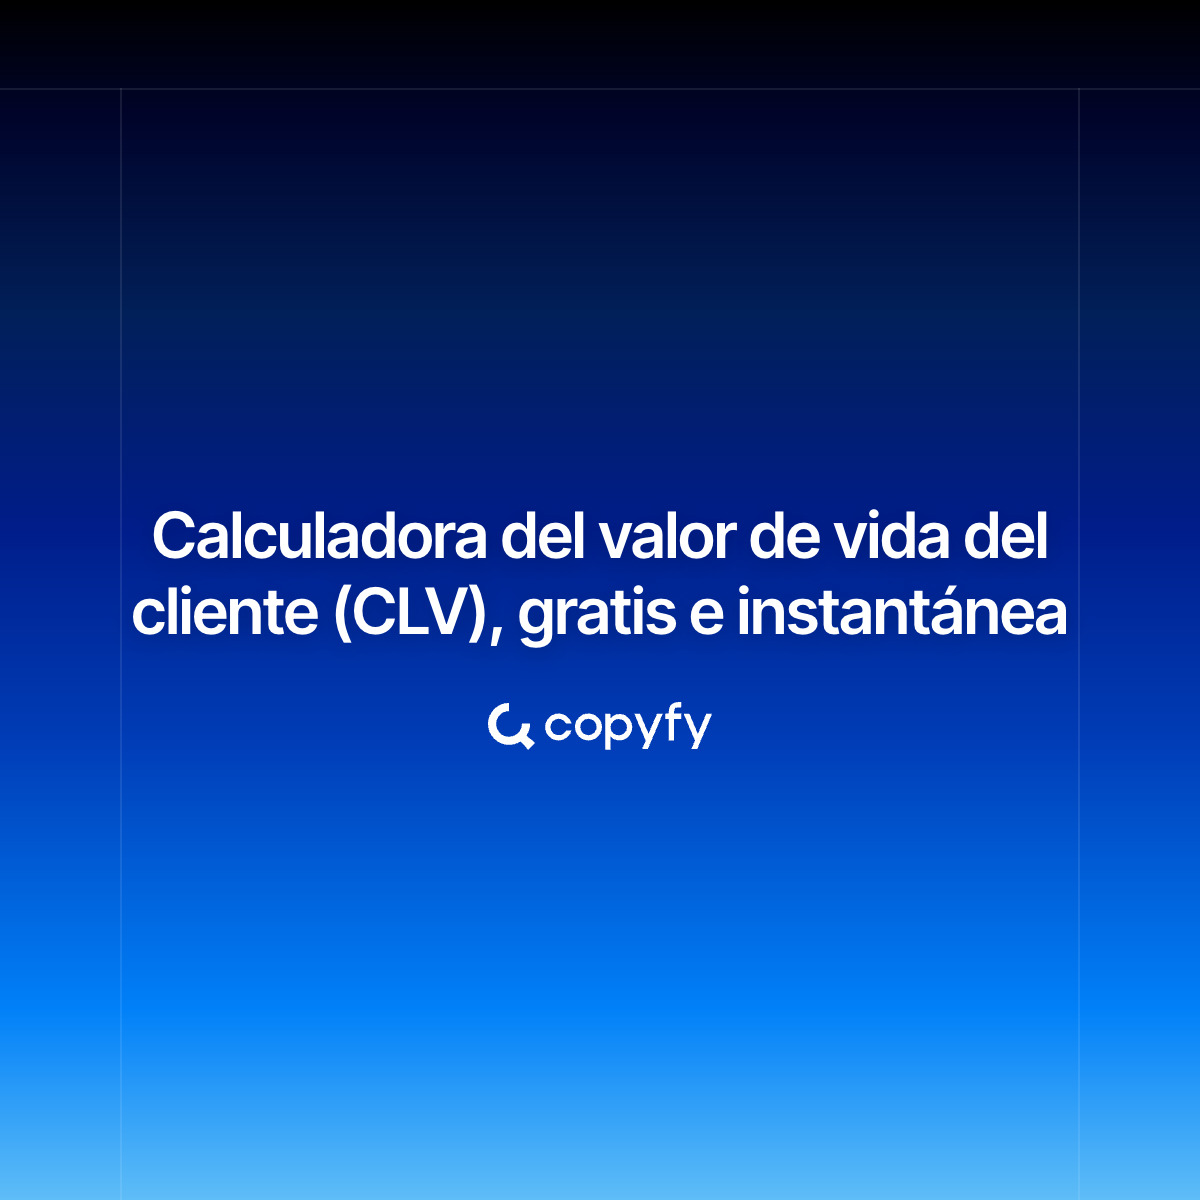 Calculadora del valor de vida del
cliente (CLV), gratis e instantánea
copyfy